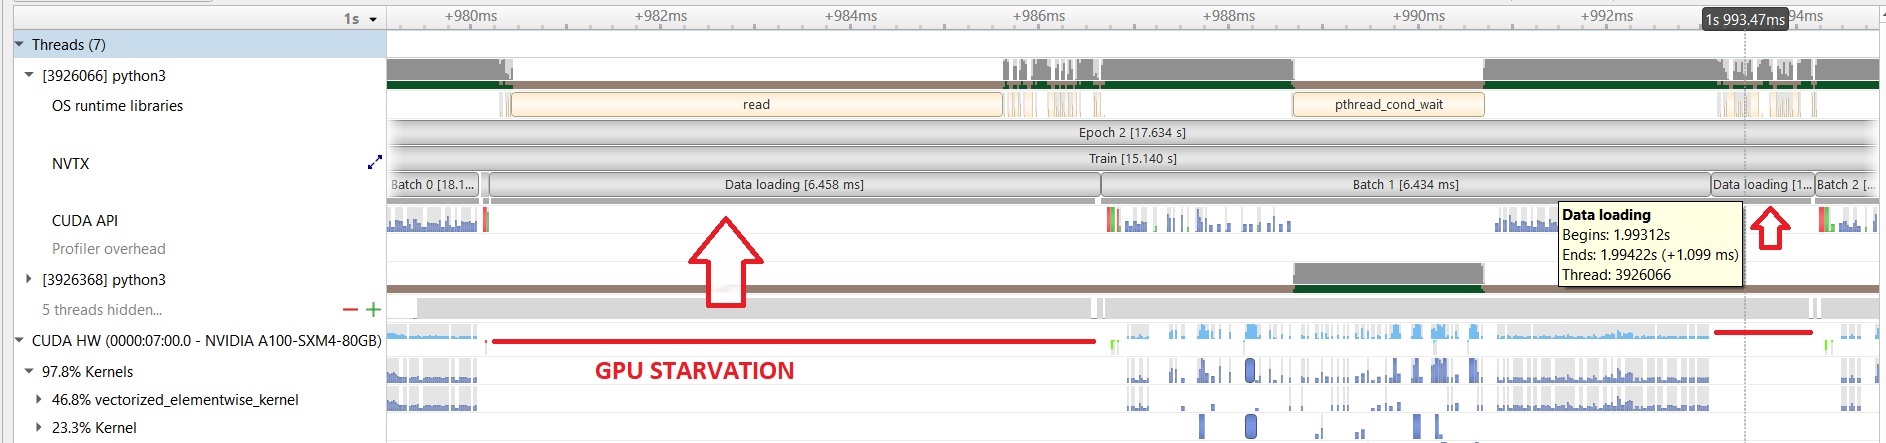 1s
+980ms
+982ms
+984ms
+986ms
+988ms
+990ms
+992ms
1s 993.47ms
94ms
Threads (7)
[3926066] python3
OS runtime libraries
read
pthread_cond_wait
Epoch 2 [17.634 s]
NVTX
Train [15.140 s]
Batch 0 [18.1...
Data loading [6.458 ms]
Batch 1 [6.434 ms]
Data loading [1...
Batch 2 [...
CUDA API
Profiler overhead
Data loading
Begins: 1.99312s
Ends: 1.99422s (+1.099 ms)
Thread: 3926066
[3926368] python3
5 threads hidden...
CUDA HW (0000:07:00.0 - NVIDIA A100-SXM4-80GB)
GPU STARVATION
97.8% Kernels
46.8% vectorized_elementwise_kernel
23.3% Kernel